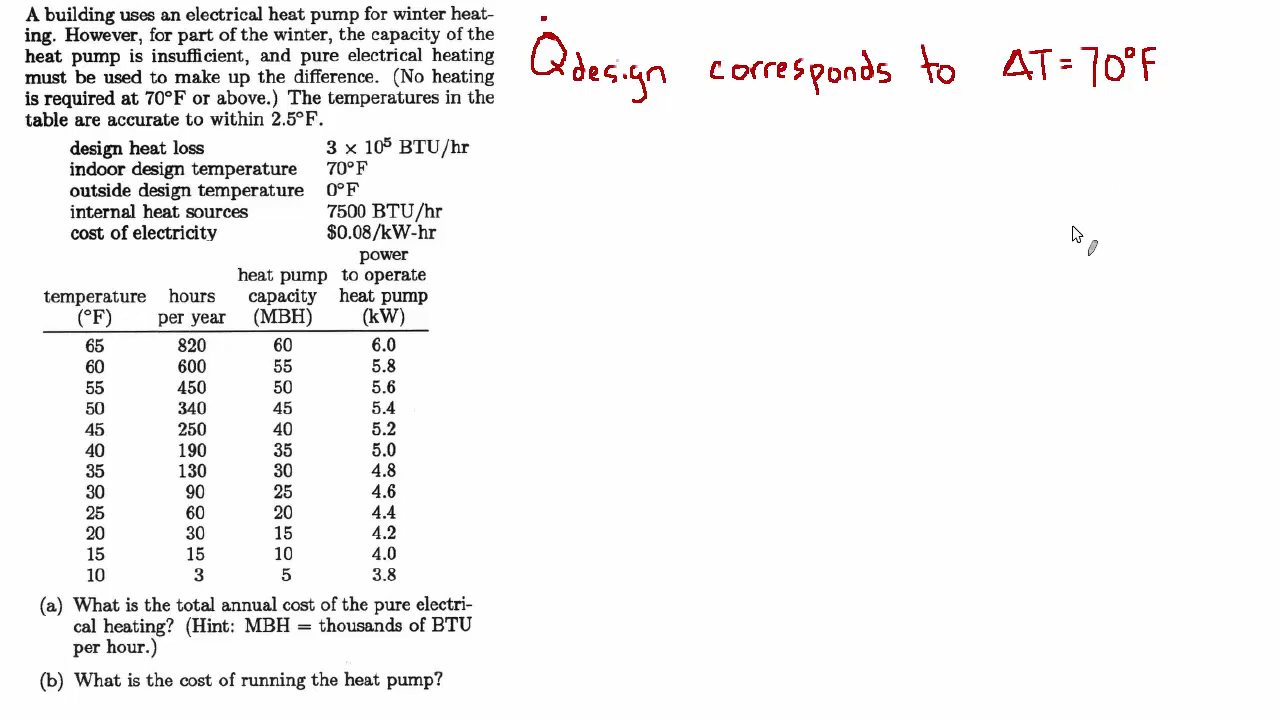 A building uses an electrical heat pump for winter heat-
ing. However, for part of the winter, the capacity of the
heat pump is insufficient, and pure electrical heating
must be used to make up the difference. (No heating
is required at 70°F or above.) The temperatures in the
table are accurate to within 2.5°F.
design heat loss 3 × 10⁵ BTU/hr
indoor design temperature 70°F
outside design temperature 0°F
internal heat sources 7500 BTU/hr
cost of electricity $0.08/kW-hr
power
heat pump to operate
temperature hours capacity heat pump
(°F) per year (MBH) (kW)
65 820 60 6.0
60 600 55 5.8
55 450 50 5.6
50 340 45 5.4
45 250 40 5.2
40 190 35 5.0
35 130 30 4.8
30 90 25 4.6
25 60 20 4.4
20 30 15 4.2
15 15 10 4.0
10 3 5 3.8
(a) What is the total annual cost of the pure electri-
cal heating? (Hint: MBH = thousands of BTU
per hour.)
(b) What is the cost of running the heat pump?
Q̇design corresponds to ΔT = 70°F